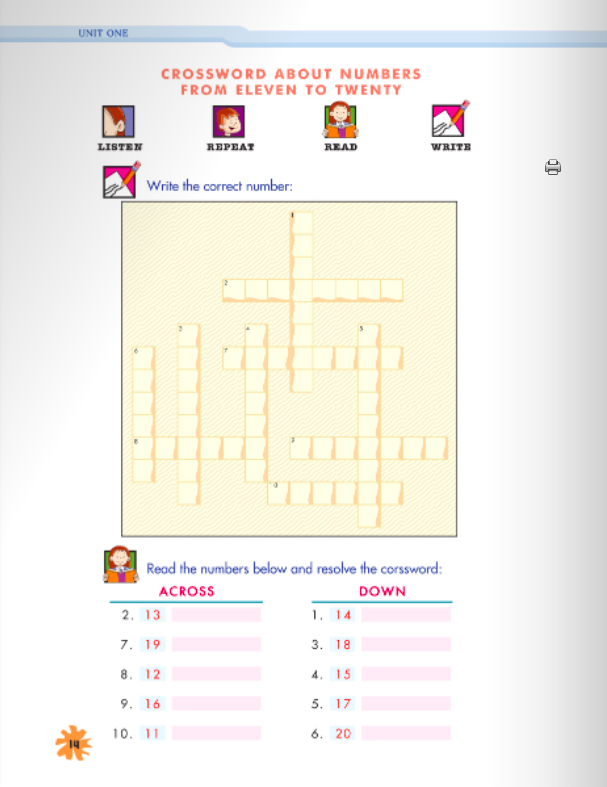 UNIT ONE
CROSSWORD ABOUT NUMBERS
FROM ELEVEN TO TWENTY
LISTEN REPEAT READ WRITE
Write the correct number:
1
2
3 4 5
6 7
8 9
Read the numbers below and resolve the corssword:
ACROSS DOWN
2. 13 1. 14
7. 19 3. 18
8. 12 4. 15
9. 16 5. 17
10. 11 6. 20
14